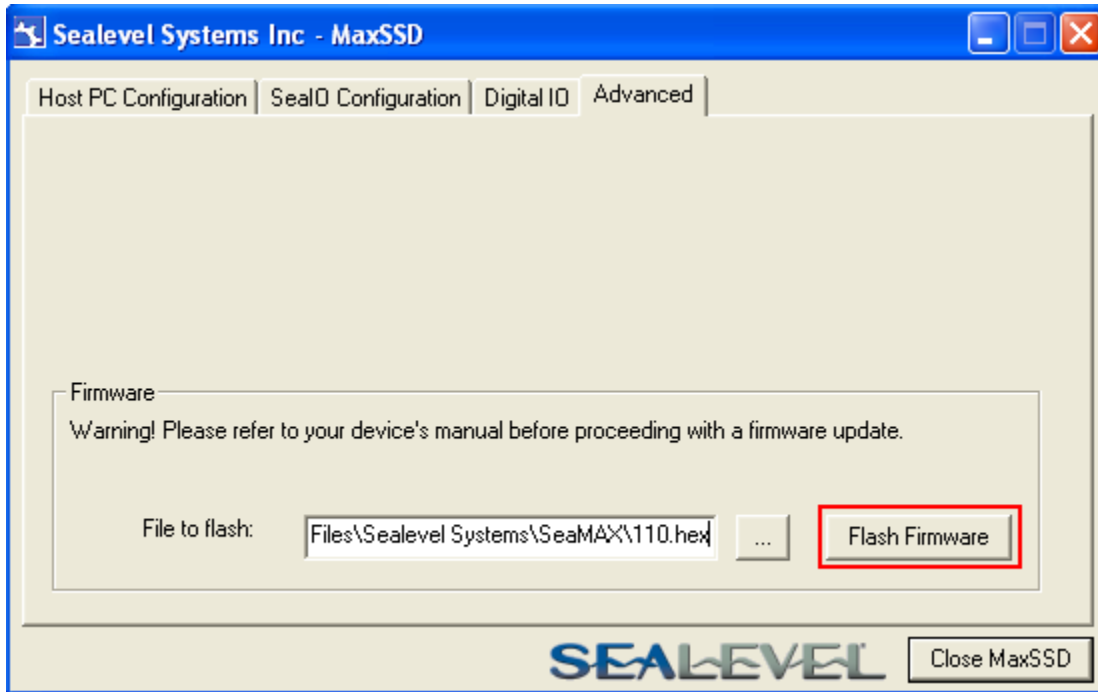 Sealevel Systems Inc - MaxSSD
Host PC Configuration SeaIO Configuration Digital IO Advanced
Firmware
Warning! Please refer to your device's manual before proceeding with a firmware update.
File to flash: Files\Sealevel Systems\SeaMAX\110.hex ... Flash Firmware
SEALEVEL Close MaxSSD